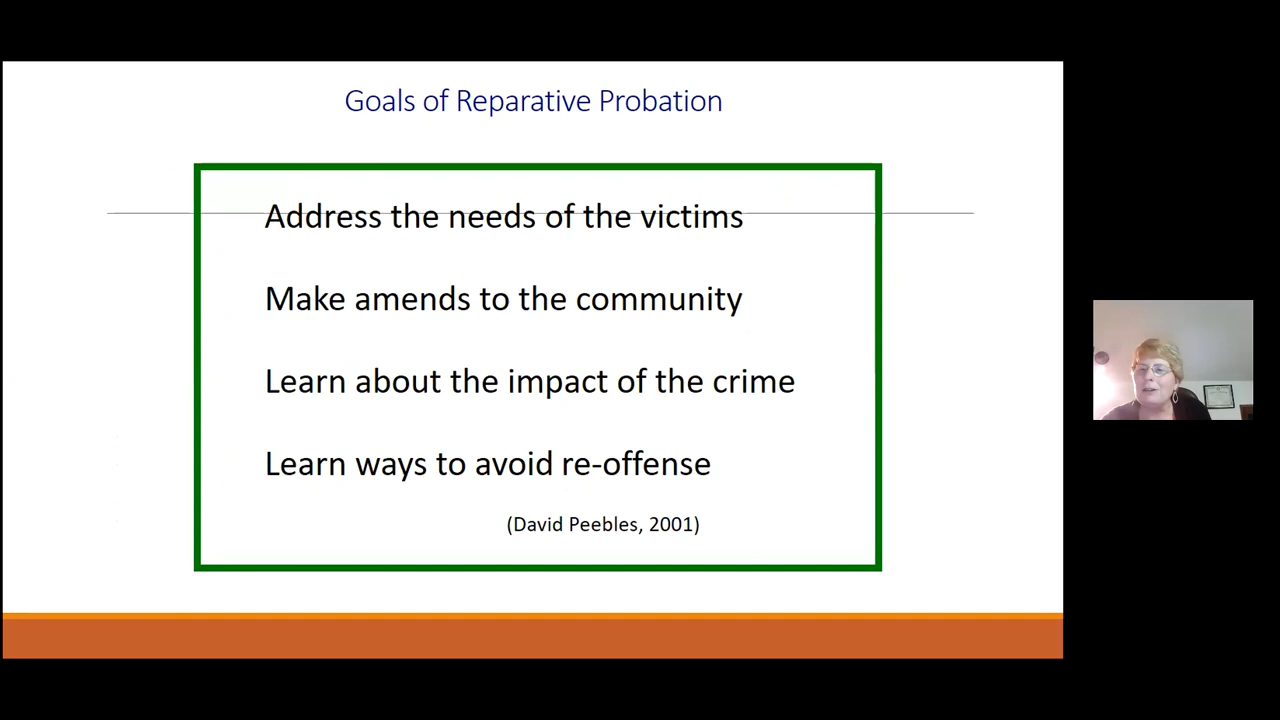 Goals of Reparative Probation
Address the needs of the victims
Make amends to the community
Learn about the impact of the crime
Learn ways to avoid re-offense
(David Peebles, 2001)